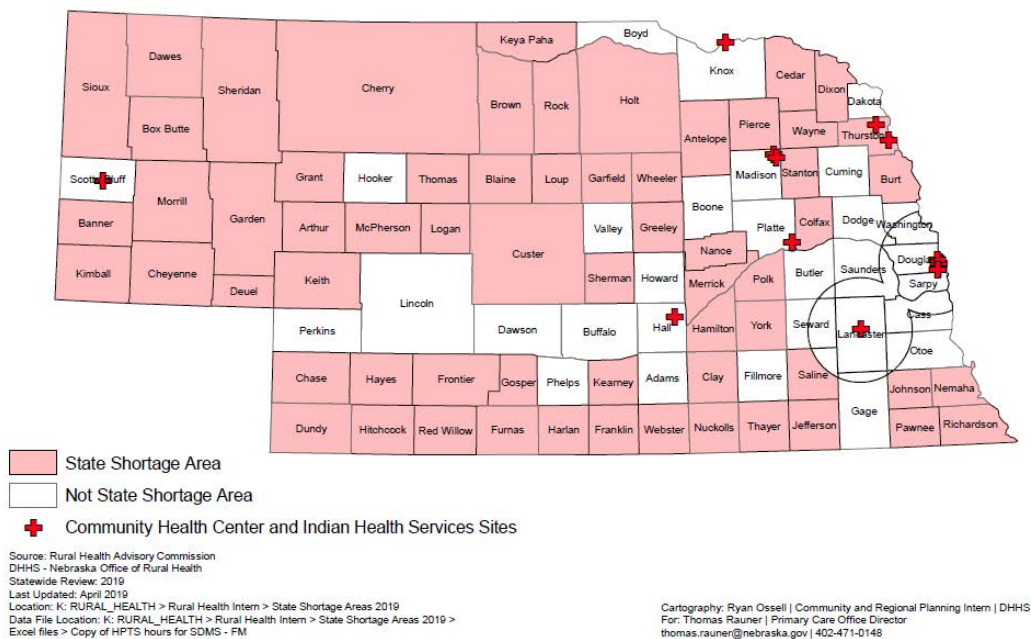 Boyd
Keya Paha
Knox
Dawes
Cedar
Sioux
Sheridan
Cherry
Dixon
Brown
Rock
Holt
Dakota
Box Butte
Antelope
Pierce
Wayne
Thurston
Scotts Bluff
Grant
Hooker
Thomas
Blaine
Loup
Garfield
Wheeler
Madison
Stanton
Cuming
Burt
Morrill
Garden
Boone
Banner
Arthur
McPherson
Logan
Valley
Greeley
Platte
Colfax
Dodge
Washington
Custer
Nance
Douglas
Kimball
Cheyenne
Keith
Sherman
Howard
Merrick
Polk
Butler
Saunders
Sarpy
Deuel
Lincoln
Cass
Perkins
Dawson
Buffalo
Hall
Hamilton
York
Seward
Lancaster
Otoe
Chase
Hayes
Frontier
Gosper
Phelps
Kearney
Adams
Clay
Fillmore
Saline
Johnson
Nemaha
Gage
Dundy
Hitchcock
Red Willow
Furnas
Harlan
Franklin
Webster
Nuckolls
Thayer
Jefferson
Pawnee
Richardson
State Shortage Area
Not State Shortage Area
Community Health Center and Indian Health Services Sites
Source: Rural Health Advisory Commission
DHHS - Nebraska Office of Rural Health
Statewide Review: 2019
Last Updated: April 2019
Location: K: RURAL_HEALTH > Rural Health Intern > State Shortage Areas 2019
Data File Location: K: RURAL_HEALTH > Rural Health Intern > State Shortage Areas 2019 >
Excel files > Copy of HPTS hours for SDMS - FM
Cartography: Ryan Ossell | Community and Regional Planning Intern | DHHS
For: Thomas Rauner | Primary Care Office Director
thomas.rauner@nebraska.gov | 402-471-0148